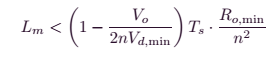 L_m < \left(1 - \frac{V_o}{2nV_{d,\min}}\right) T_s \cdot \frac{R_{o,\min}}{n^2}